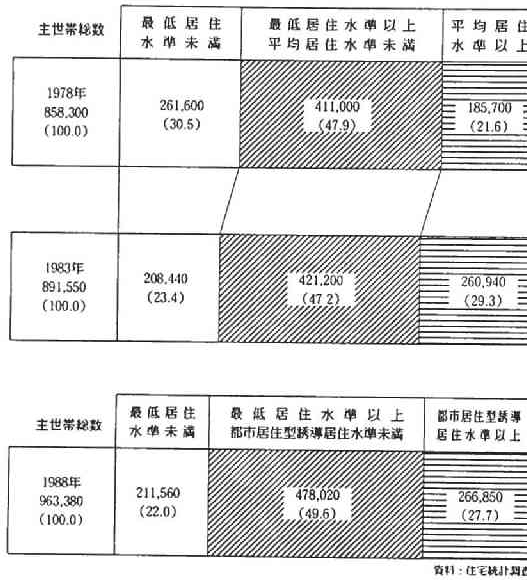 主世帯総数
最低居住
水準未満
最低居住水準以上
平均居住水準未満
平均居住
水準以上
1978年
858,300
(100.0)
261,600
(30.5)
411,000
(47.9)
185,700
(21.6)
1983年
891,550
(100.0)
208,440
(23.4)
421,200
(47.2)
260,940
(29.3)
主世帯総数
最低居住
水準未満
最低居住水準以上
都市居住型誘導居住水準未満
都市居住型誘導
居住水準以上
1988年
963,380
(100.0)
211,560
(22.0)
478,020
(49.6)
266,850
(27.7)
資料：住宅統計調査